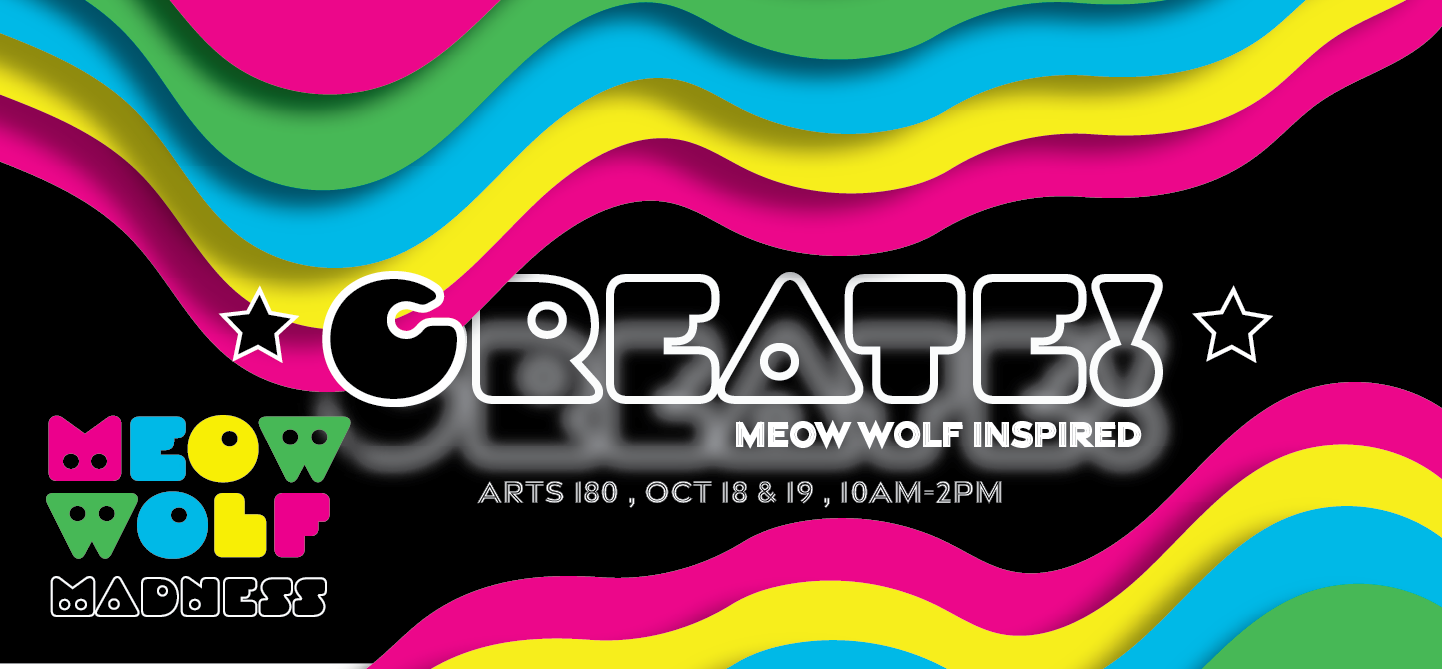 CREATE!
MEOW WOLF INSPIRED
ARTS 180 , OCT 18 & 19 , 10AM-2PM
MEOW
WOLF
MADNESS